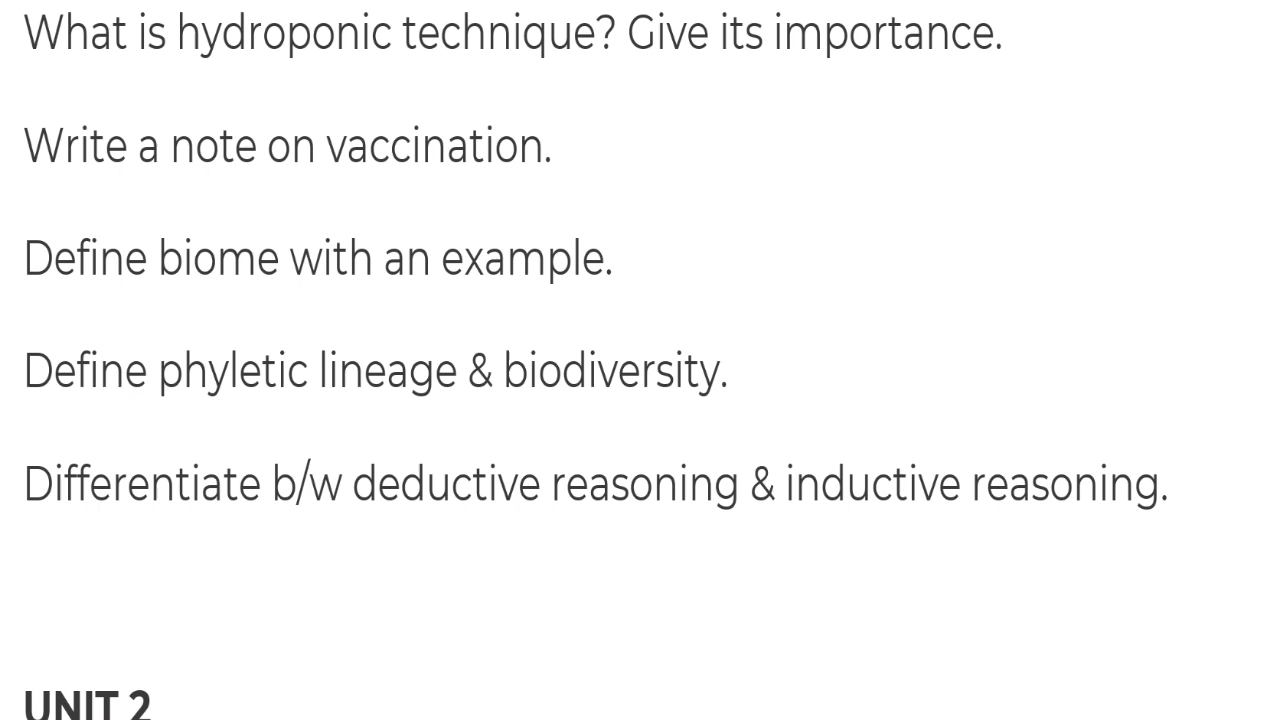 What is hydroponic technique? Give its importance.
Write a note on vaccination.
Define biome with an example.
Define phyletic lineage & biodiversity.
Differentiate b/w deductive reasoning & inductive reasoning.
UNIT 2